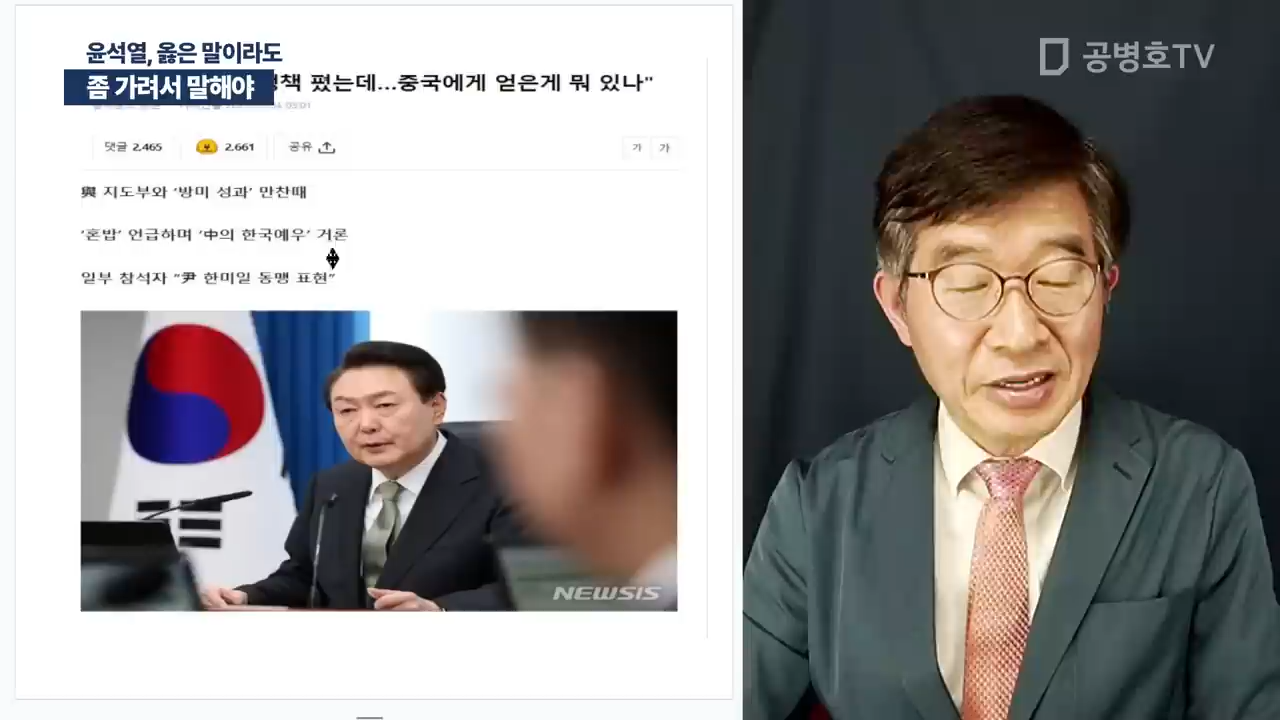 윤석열, 옳은 말이라도
좀 가려서 말해야
책 폈는데...중국에게 얻은게 뭐 있나"
댓글 2,465
2,661
공유
가 가
與 지도부와 '방미 성과' 만찬때
'혼밥' 언급하며 '中의 한국예우' 거론
일부 참석자 "尹 한미일 동맹 표현"
NEWSIS
공병호TV